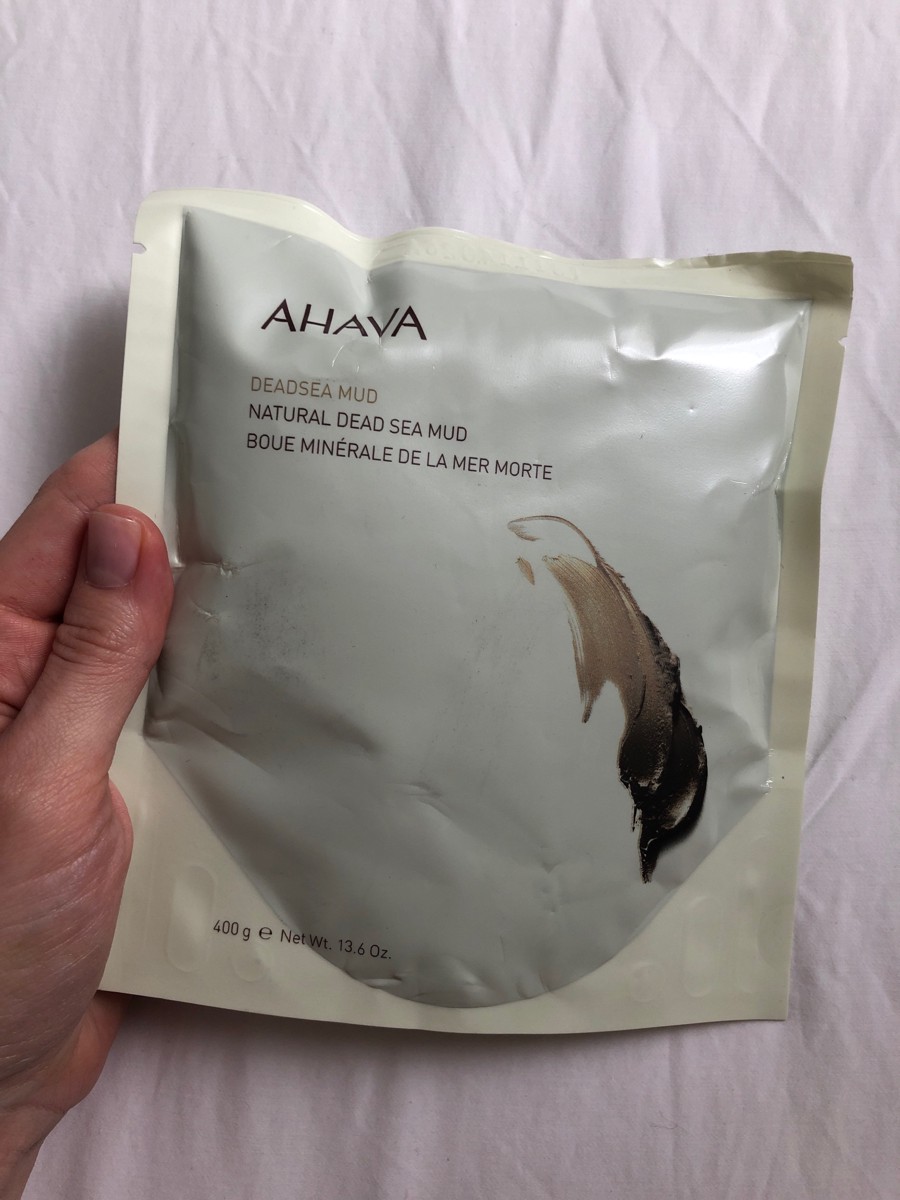 AHAVA
DEADSEA MUD
NATURAL DEAD SEA MUD
BOUE MINÉRALE DE LA MER MORTE
400 g ℮ Net Wt. 13.6 Oz.